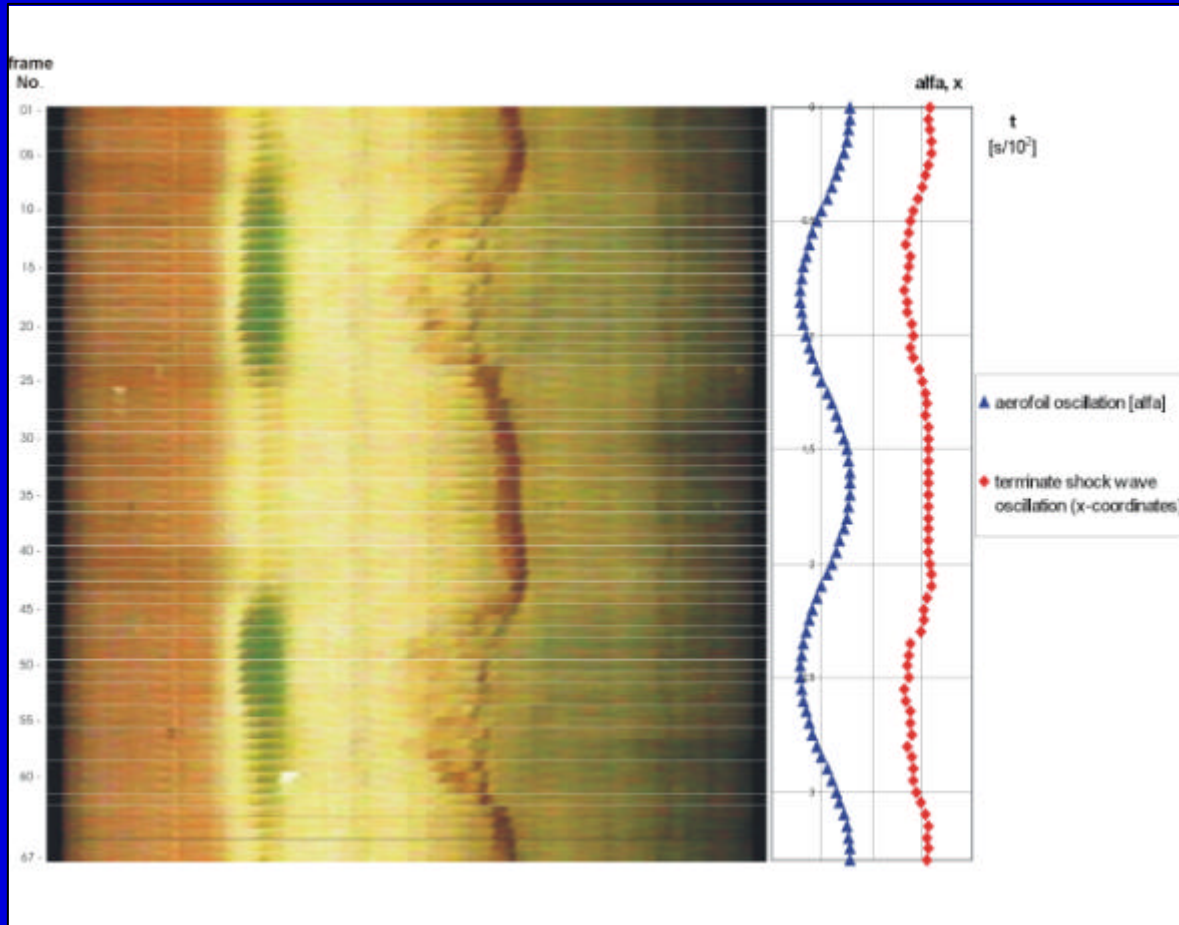 frame
No.
01 -
05 -
10 -
15 -
20 -
25 -
30 -
35 -
40 -
45 -
50 -
55 -
60 -
67 -
alfa, x
t
[s/10²]
0
0,5
1,5
2
3
aerofoil oscillation [alfa]
terminate shock wave
oscillation (x-coordinates)